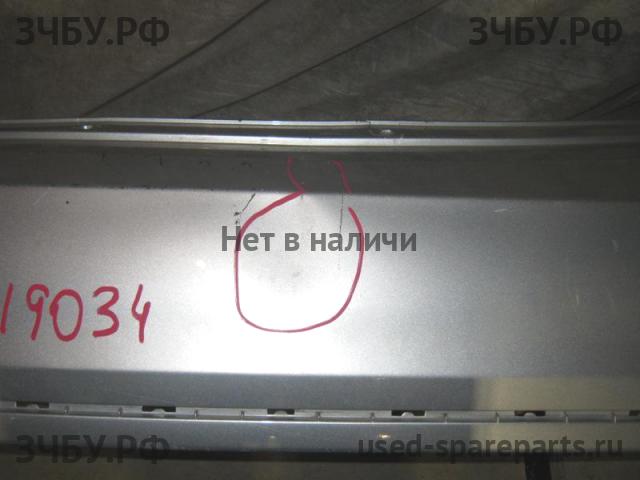 ЗЧБУ.РФ ЗЧБУ.РФ
Нет в наличи
19034
ЗЧБУ.РФ used-spareparts.ru